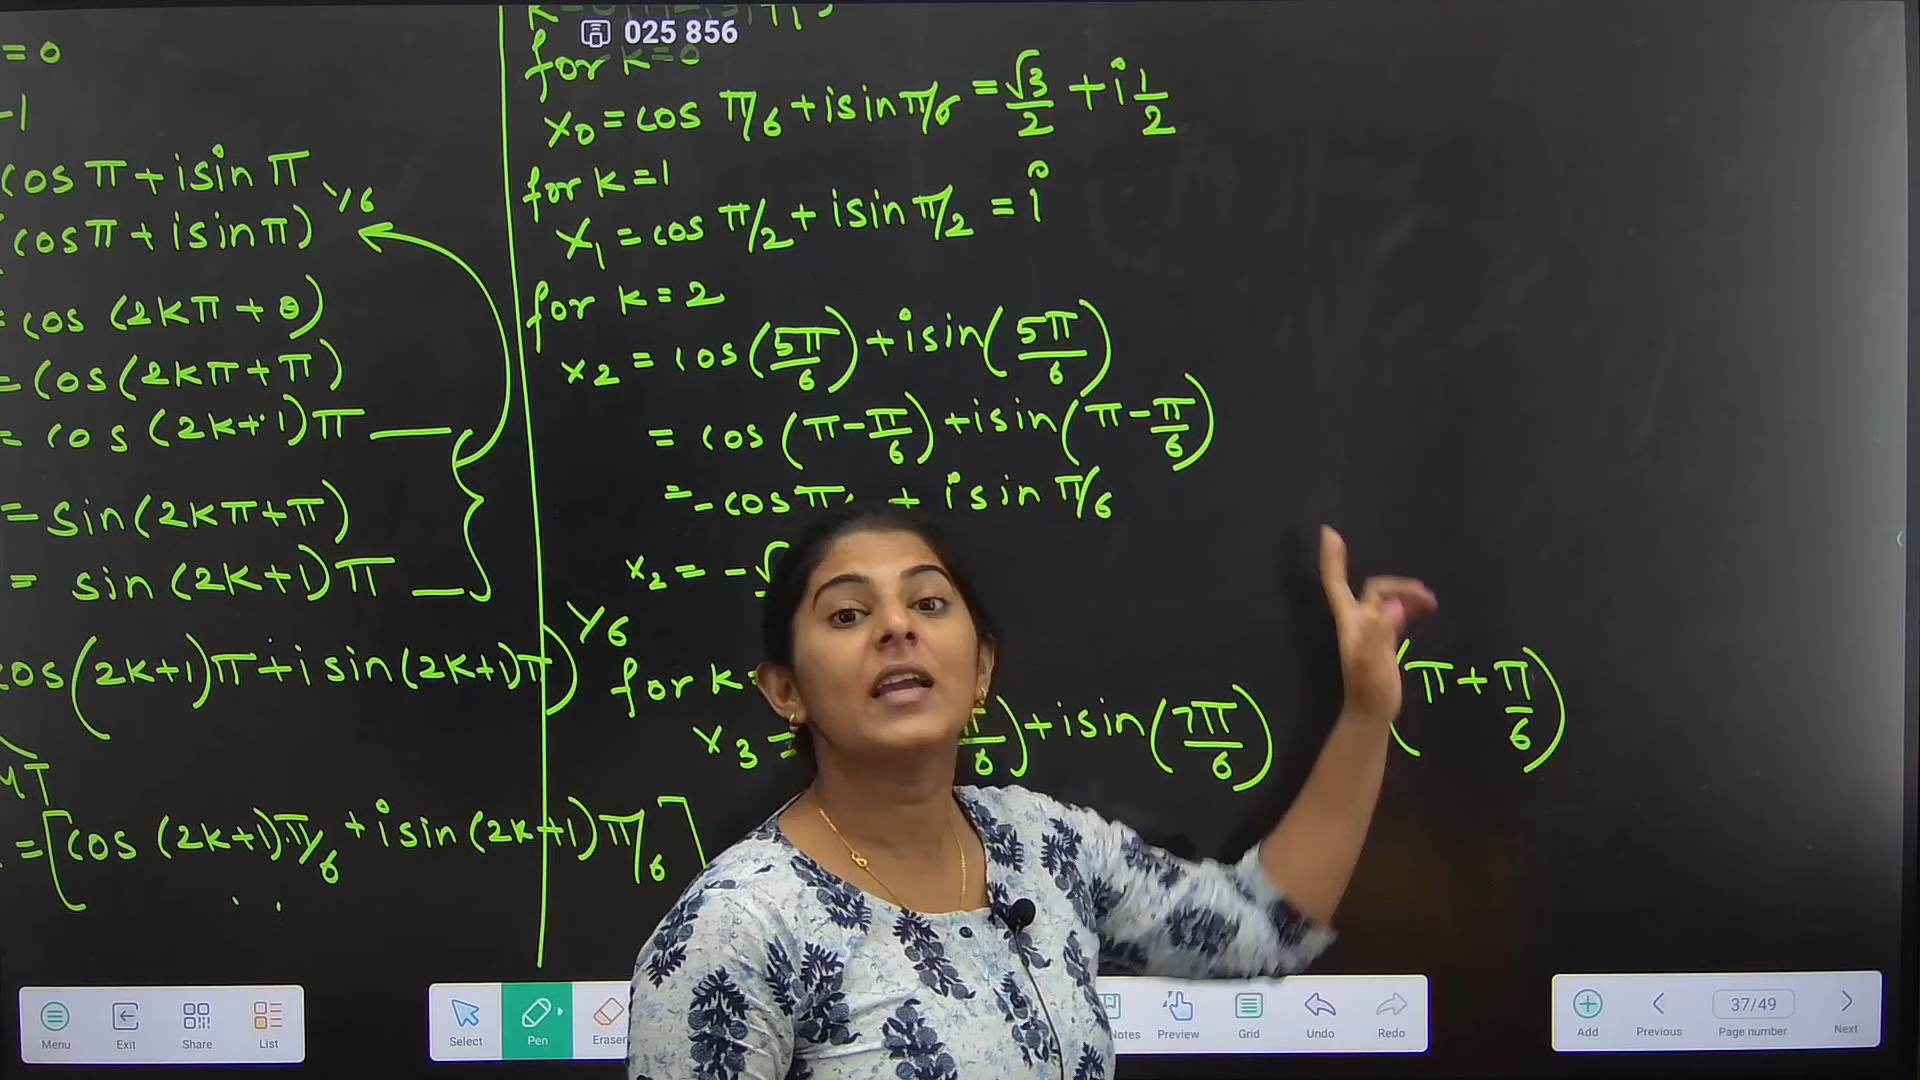 025 856
= 0
-1
cos π + i sin π
(cos π + i sin π)^1/6
= cos (2kπ + θ)
= cos (2kπ + π)
= cos (2k+1)π
= sin (2kπ + π)
= sin (2k+1)π
cos (2k+1)π + i sin (2k+1)π)^1/6
= [cos (2k+1)π/6 + i sin (2k+1)π/6]
for k=0
x0 = cos π/6 + i sin π/6 = √3/2 + i 1/2
for k=1
x1 = cos π/2 + i sin π/2 = i
for k=2
x2 = cos (5π/6) + i sin (5π/6)
= cos (π - π/6) + i sin (π - π/6)
= - cos π + i sin π/6
x2 = - √
for k=
x3 = π/6) + i sin (7π/6)
(π + π/6)
Menu
Exit
Share
List
Select
Pen
Eraser
Notes
Preview
Grid
Undo
Redo
Add
Previous
37/49
Page number
Next